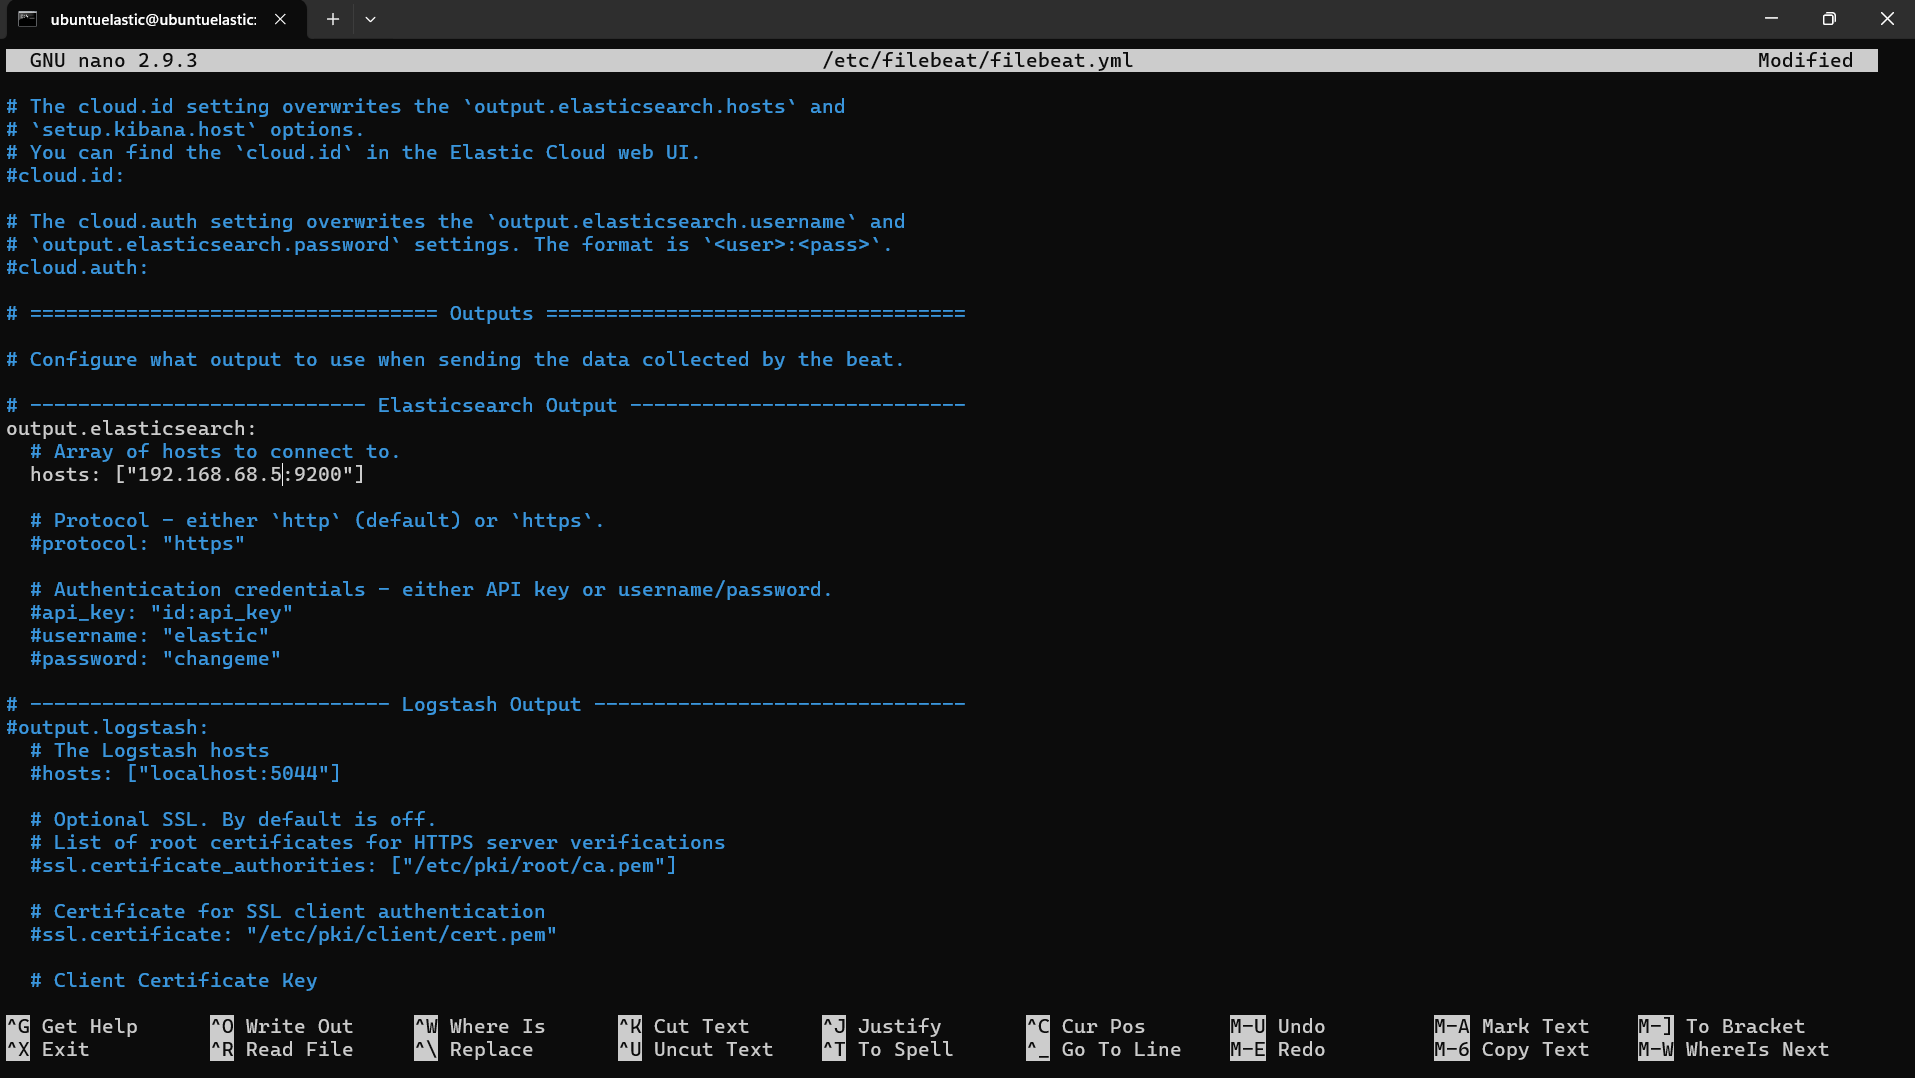 ubuntuelastic@ubuntuelastic:
GNU nano 2.9.3 /etc/filebeat/filebeat.yml Modified
# The cloud.id setting overwrites the `output.elasticsearch.hosts` and
# `setup.kibana.host` options.
# You can find the `cloud.id` in the Elastic Cloud web UI.
#cloud.id:
# The cloud.auth setting overwrites the `output.elasticsearch.username` and
# `output.elasticsearch.password` settings. The format is `<user>:<pass>`.
#cloud.auth:
# ================================== Outputs ===================================
# Configure what output to use when sending the data collected by the beat.
# ---------------------------- Elasticsearch Output ----------------------------
output.elasticsearch:
# Array of hosts to connect to.
hosts: ["192.168.68.5:9200"]
# Protocol - either `http` (default) or `https`.
#protocol: "https"
# Authentication credentials - either API key or username/password.
#api_key: "id:api_key"
#username: "elastic"
#password: "changeme"
# ------------------------------ Logstash Output -------------------------------
#output.logstash:
# The Logstash hosts
#hosts: ["localhost:5044"]
# Optional SSL. By default is off.
# List of root certificates for HTTPS server verifications
#ssl.certificate_authorities: ["/etc/pki/root/ca.pem"]
# Certificate for SSL client authentication
#ssl.certificate: "/etc/pki/client/cert.pem"
# Client Certificate Key
^G Get Help ^O Write Out ^W Where Is ^K Cut Text ^J Justify ^C Cur Pos M-U Undo M-A Mark Text M-] To Bracket
^X Exit ^R Read File ^\ Replace ^U Uncut Text ^T To Spell ^_ Go To Line M-E Redo M-6 Copy Text M-W WhereIs Next